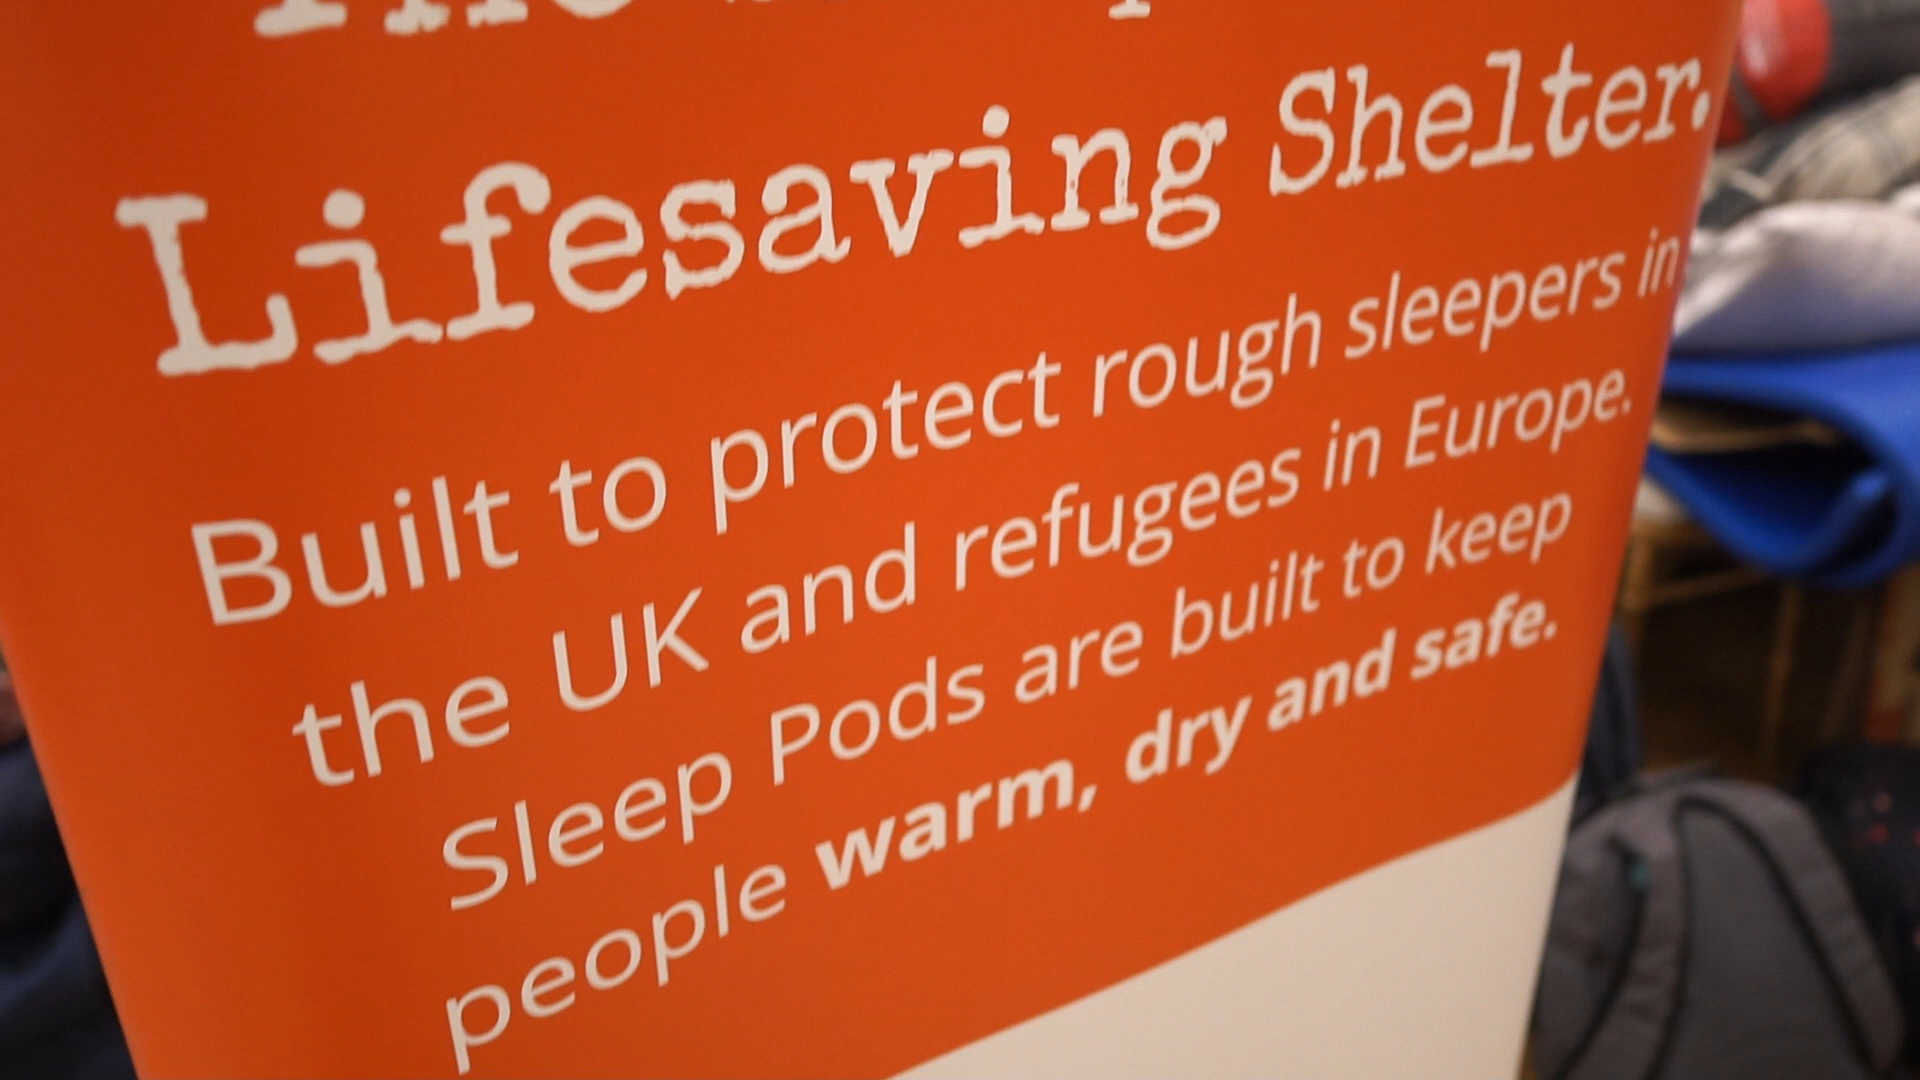 The
Lifesaving Shelter.
Built to protect rough sleepers in
the UK and refugees in Europe.
Sleep Pods are built to keep
people warm, dry and safe.